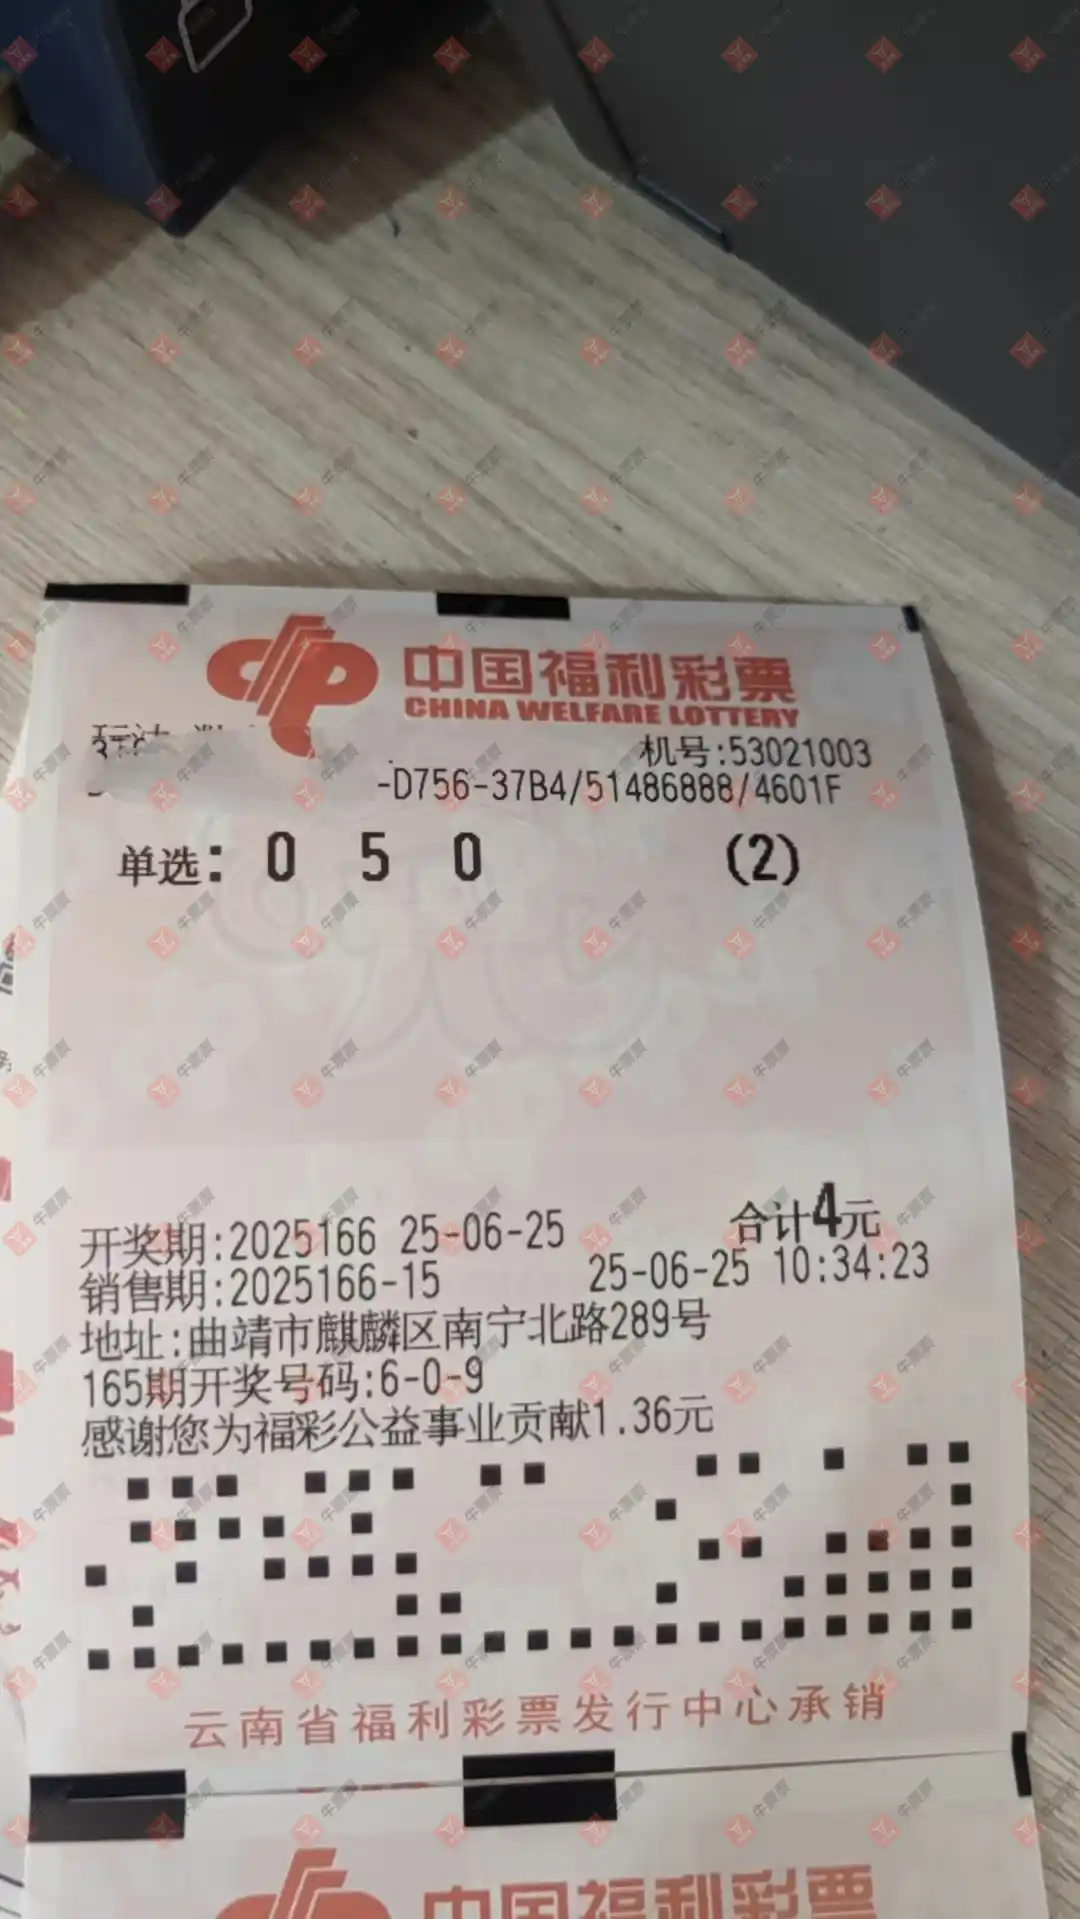 中国福利彩票
CHINA WELFARE LOTTERY
机号:53021003
-D756-37B4/51486888/4601F
单选: 0 5 0 (2)
合计4元
开奖期:2025166 25-06-25
销售期:2025166-15 25-06-25 10:34:23
地址:曲靖市麒麟区南宁北路289号
165期开奖号码:6-0-9
感谢您为福彩公益事业贡献1.36元
云南省福利彩票发行中心承销
中国福利彩票
牛票票